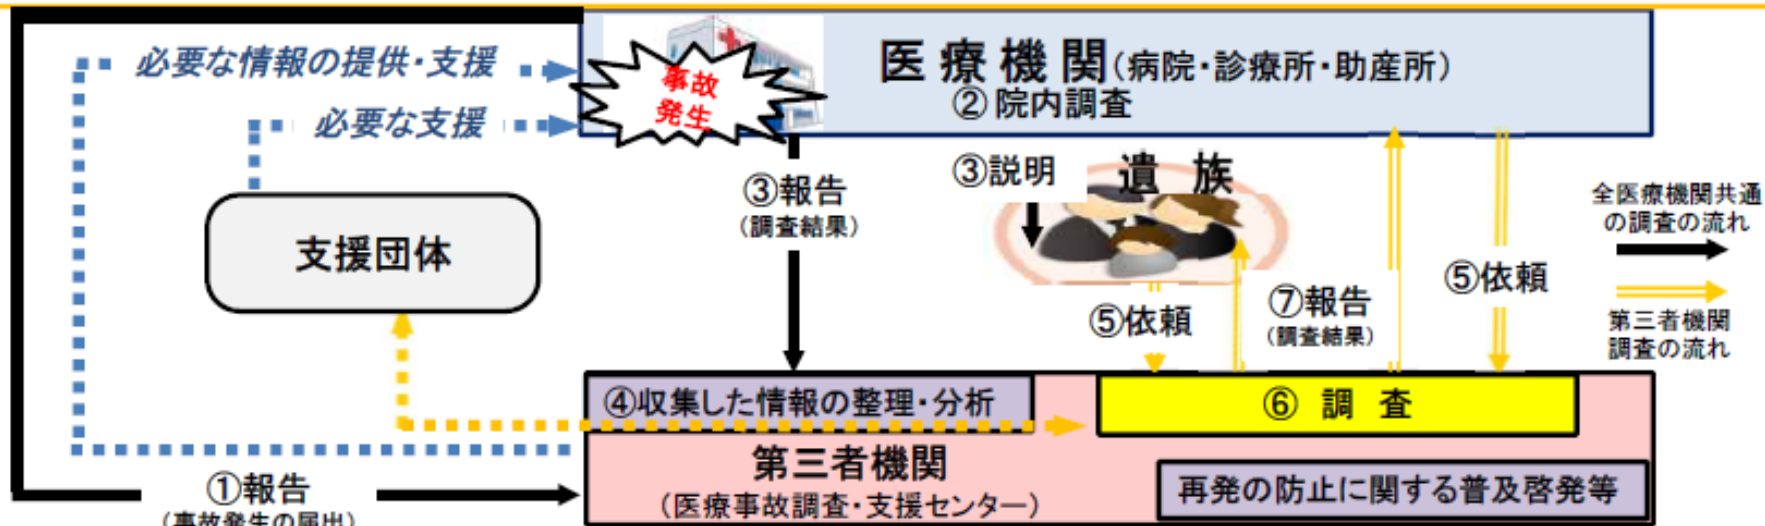 医療機関(病院・診療所・助産所)
②院内調査
事故
発生
必要な情報の提供・支援
必要な支援
支援団体
③報告
(調査結果)
③説明
遺 族
⑤依頼
⑦報告
(調査結果)
⑤依頼
全医療機関共通
の調査の流れ
第三者機関
調査の流れ
④収集した情報の整理・分析
⑥ 調 査
第三者機関
(医療事故調査・支援センター)
再発の防止に関する普及啓発等
①報告
(事故発生の届出)